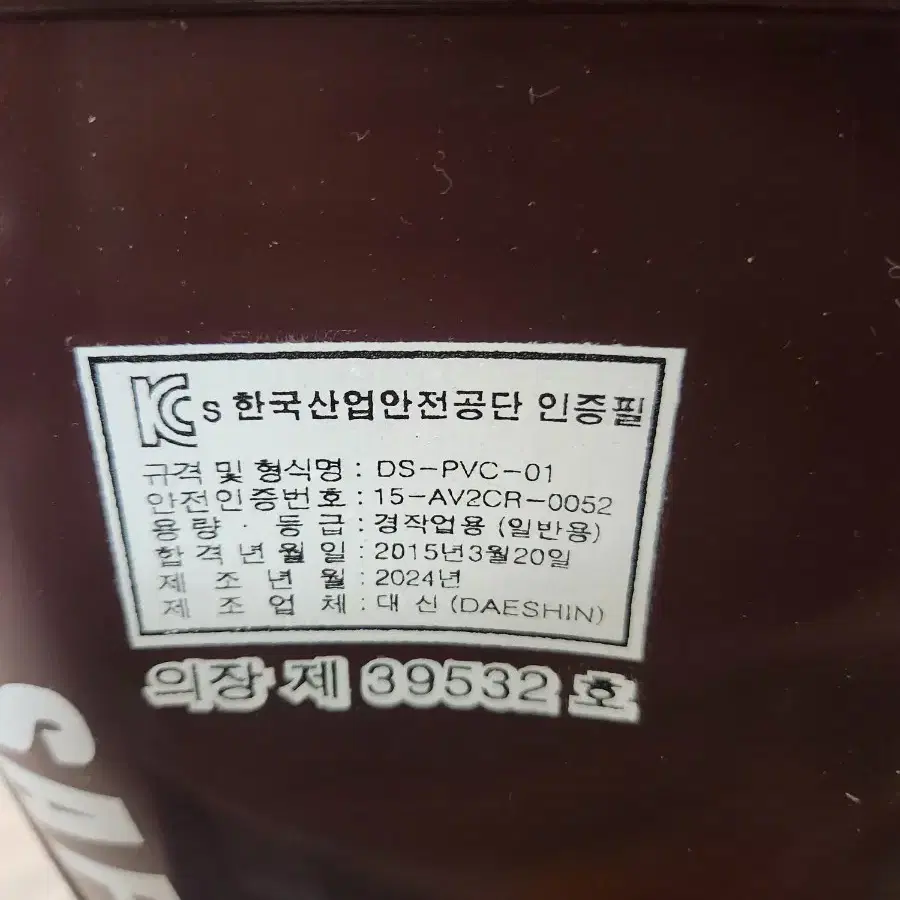 KCs 한국산업안전공단 인증필
규격 및 형식명 : DS-PVC-01
안전인증번호 : 15-AV2CR-0052
용량 · 등급 : 경작업용 (일반용)
합격년월일 : 2015년3월20일
제조년월 : 2024년
제조업체 : 대신 (DAESHIN)
의장 제 39532 호